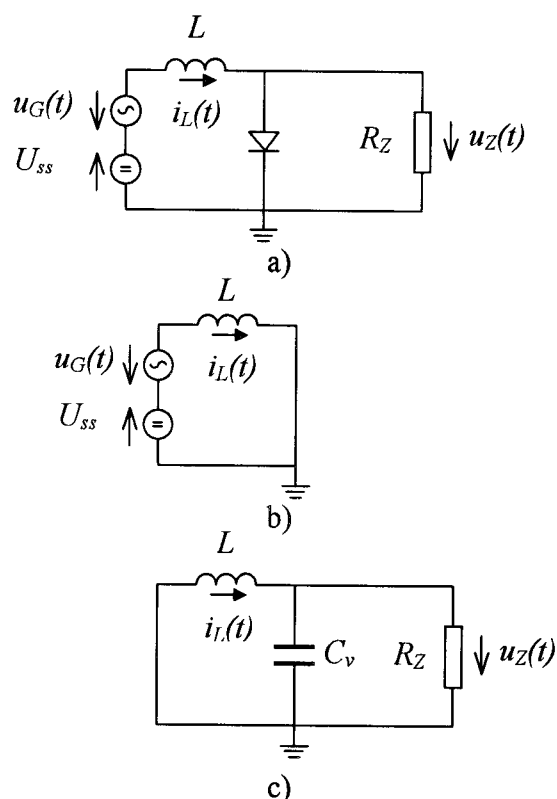 L
u_G(t)
i_L(t)
U_ss
=
R_Z
u_Z(t)
a)
L
u_G(t)
i_L(t)
U_ss
=
b)
L
i_L(t)
C_v
R_Z
u_Z(t)
c)